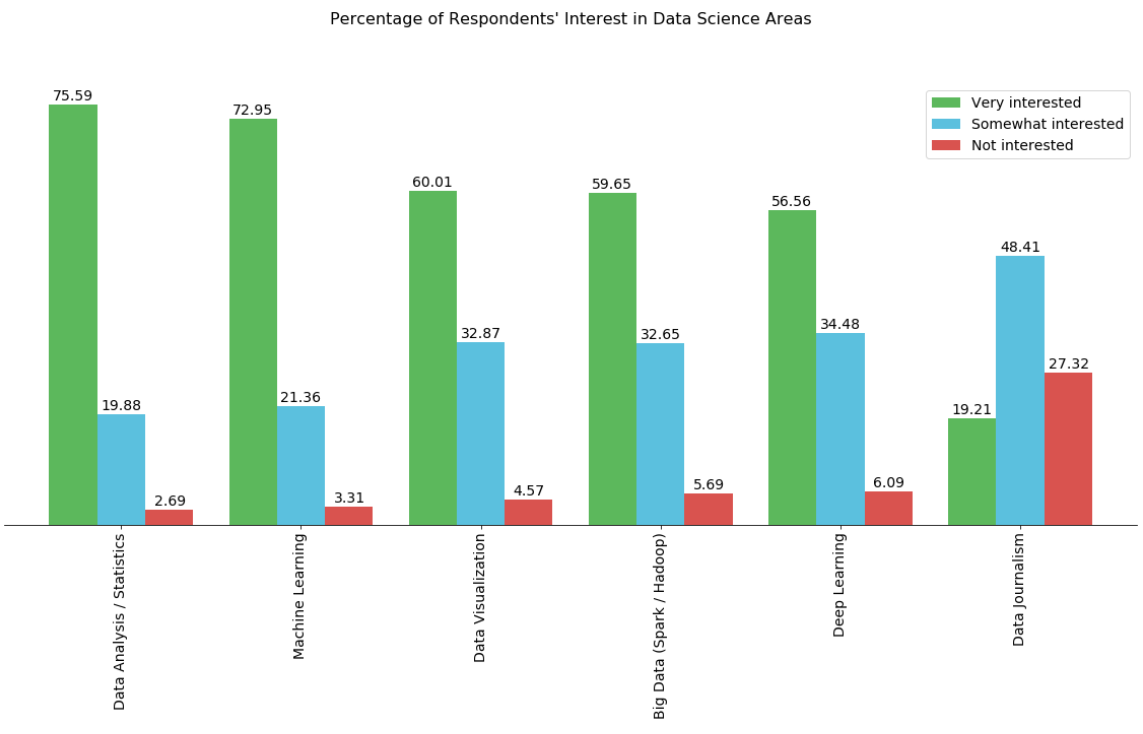 Percentage of Respondents' Interest in Data Science Areas
Very interested
Somewhat interested
Not interested
75.59
19.88
2.69
72.95
21.36
3.31
60.01
32.87
4.57
59.65
32.65
5.69
56.56
34.48
6.09
19.21
48.41
27.32
Data Analysis / Statistics
Machine Learning
Data Visualization
Big Data (Spark / Hadoop)
Deep Learning
Data Journalism